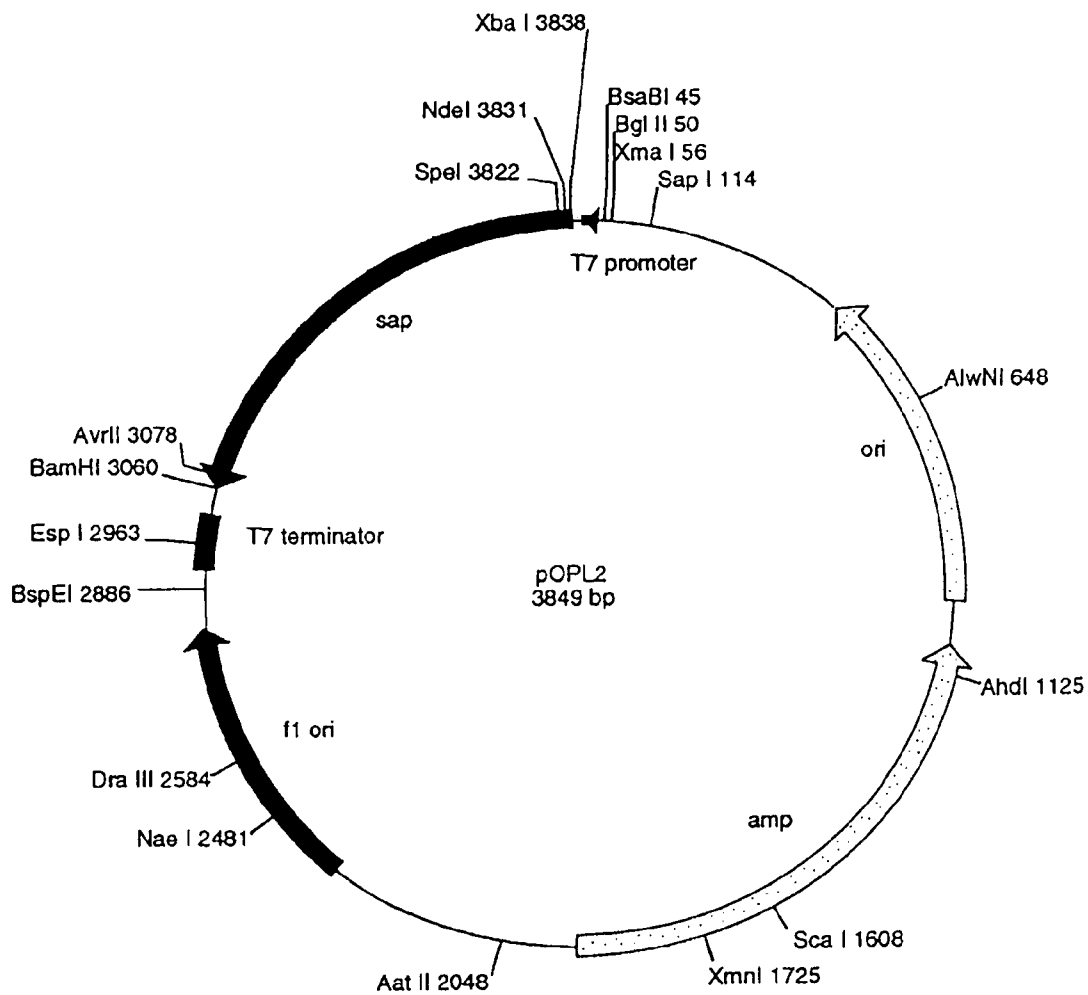 Xba I 3838
NdeI 3831
SpeI 3822
BsaBI 45
Bgl II 50
Xma I 56
Sap I 114
T7 promoter
sap
AlwNI 648
ori
AvrII 3078
BamHI 3060
Esp I 2963
T7 terminator
BspEI 2886
pOPL2
3849 bp
AhdI 1125
f1 ori
Dra III 2584
Nae I 2481
amp
Sca I 1608
XmnI 1725
Aat II 2048